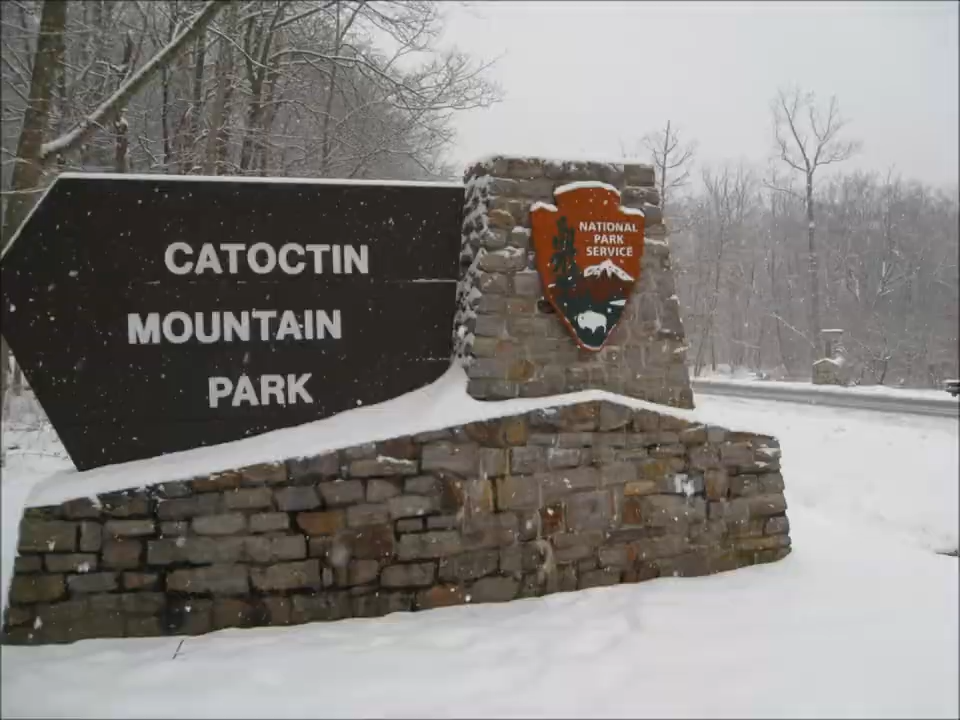 CATOCTIN
MOUNTAIN
PARK
NATIONAL
PARK
SERVICE